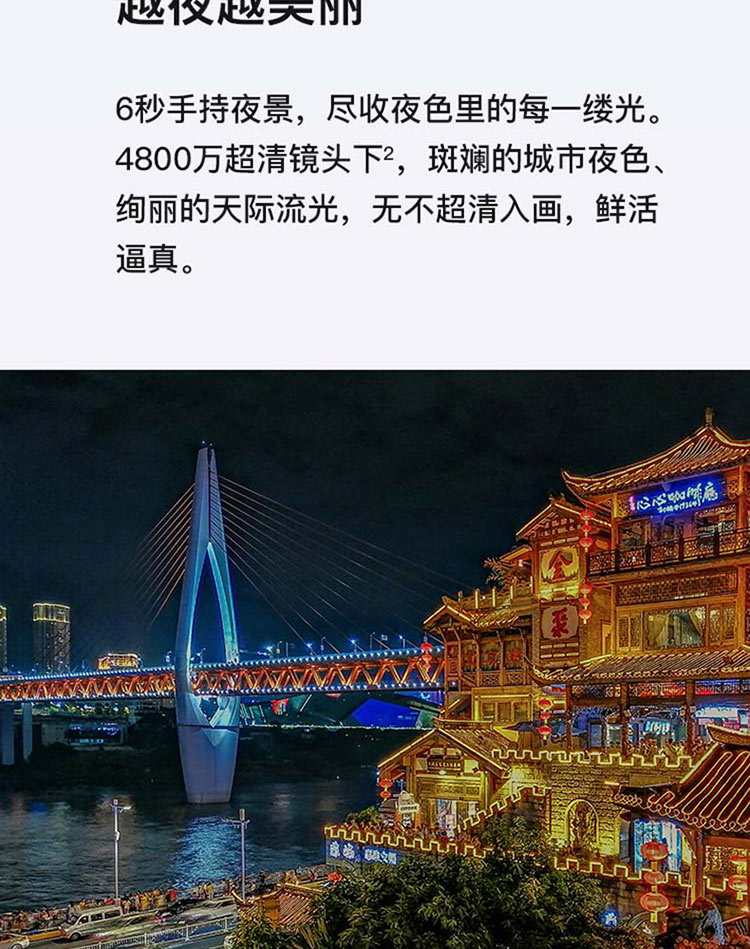 越夜越美丽
6秒手持夜景，尽收夜色里的每一缕光。
4800万超清镜头下²，斑斓的城市夜色、
绚丽的天际流光，无不超清入画，鲜活
逼真。
心心咖啡廳